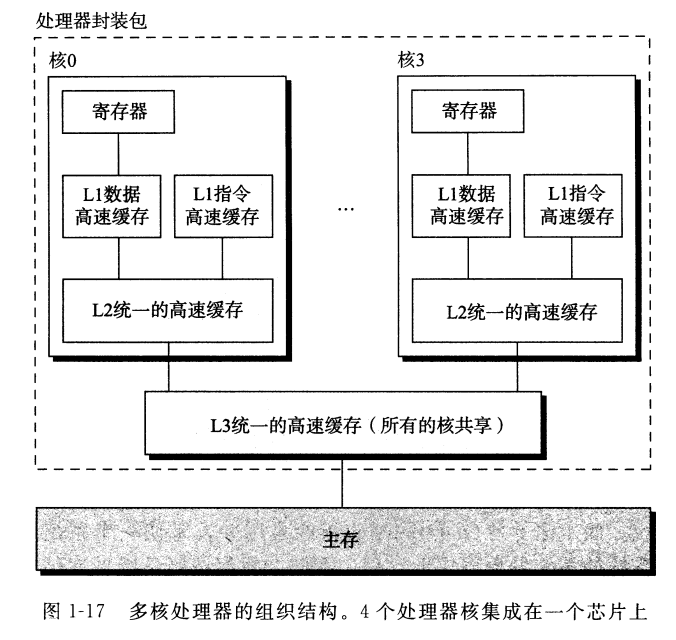 处理器封装包
核0
核3
寄存器
寄存器
L1数据
高速缓存
L1指令
高速缓存
...
L1数据
高速缓存
L1指令
高速缓存
L2统一的高速缓存
L2统一的高速缓存
L3统一的高速缓存（所有的核共享）
主存
图 1-17 多核处理器的组织结构。4 个处理器核集成在一个芯片上